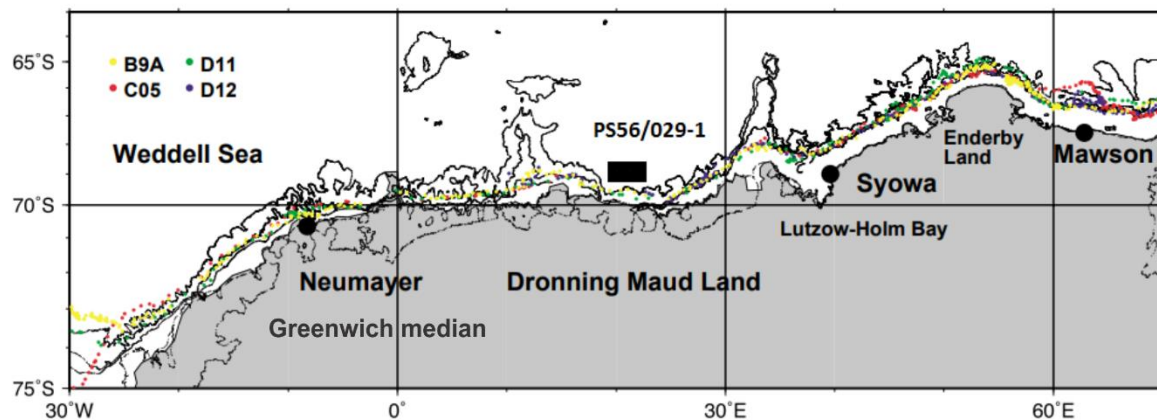 65°S
B9A D11
C05 D12
PS56/029-1
Weddell Sea
Enderby
Land
Mawson
Syowa
70°S
Lutzow-Holm Bay
Neumayer
Dronning Maud Land
Greenwich median
75°S
30°W 0° 30°E 60°E